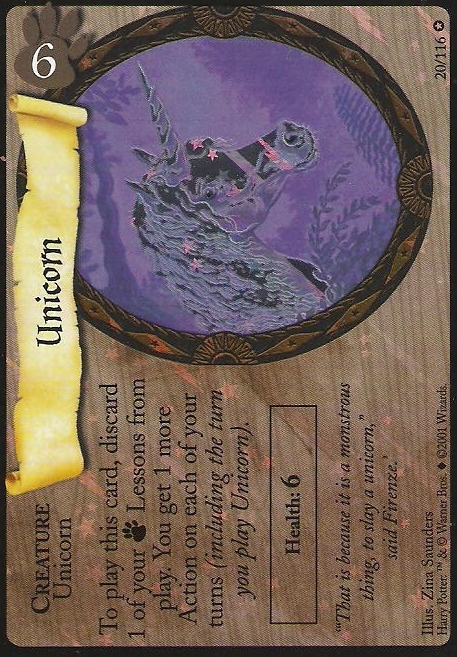 6
Unicorn
20/116 ✪
CREATURE
Unicorn
To play this card, discard
1 of your Lessons from
play. You get 1 more
Action on each of your
turns (including the turn
you play Unicorn).
Health: 6
“‘That is because it is a monstrous
thing, to slay a unicorn,”
said Firenze.’
Illus. Zina Saunders
Harry Potter ™ & © Warner Bros. ◆ ©2001 Wizards.